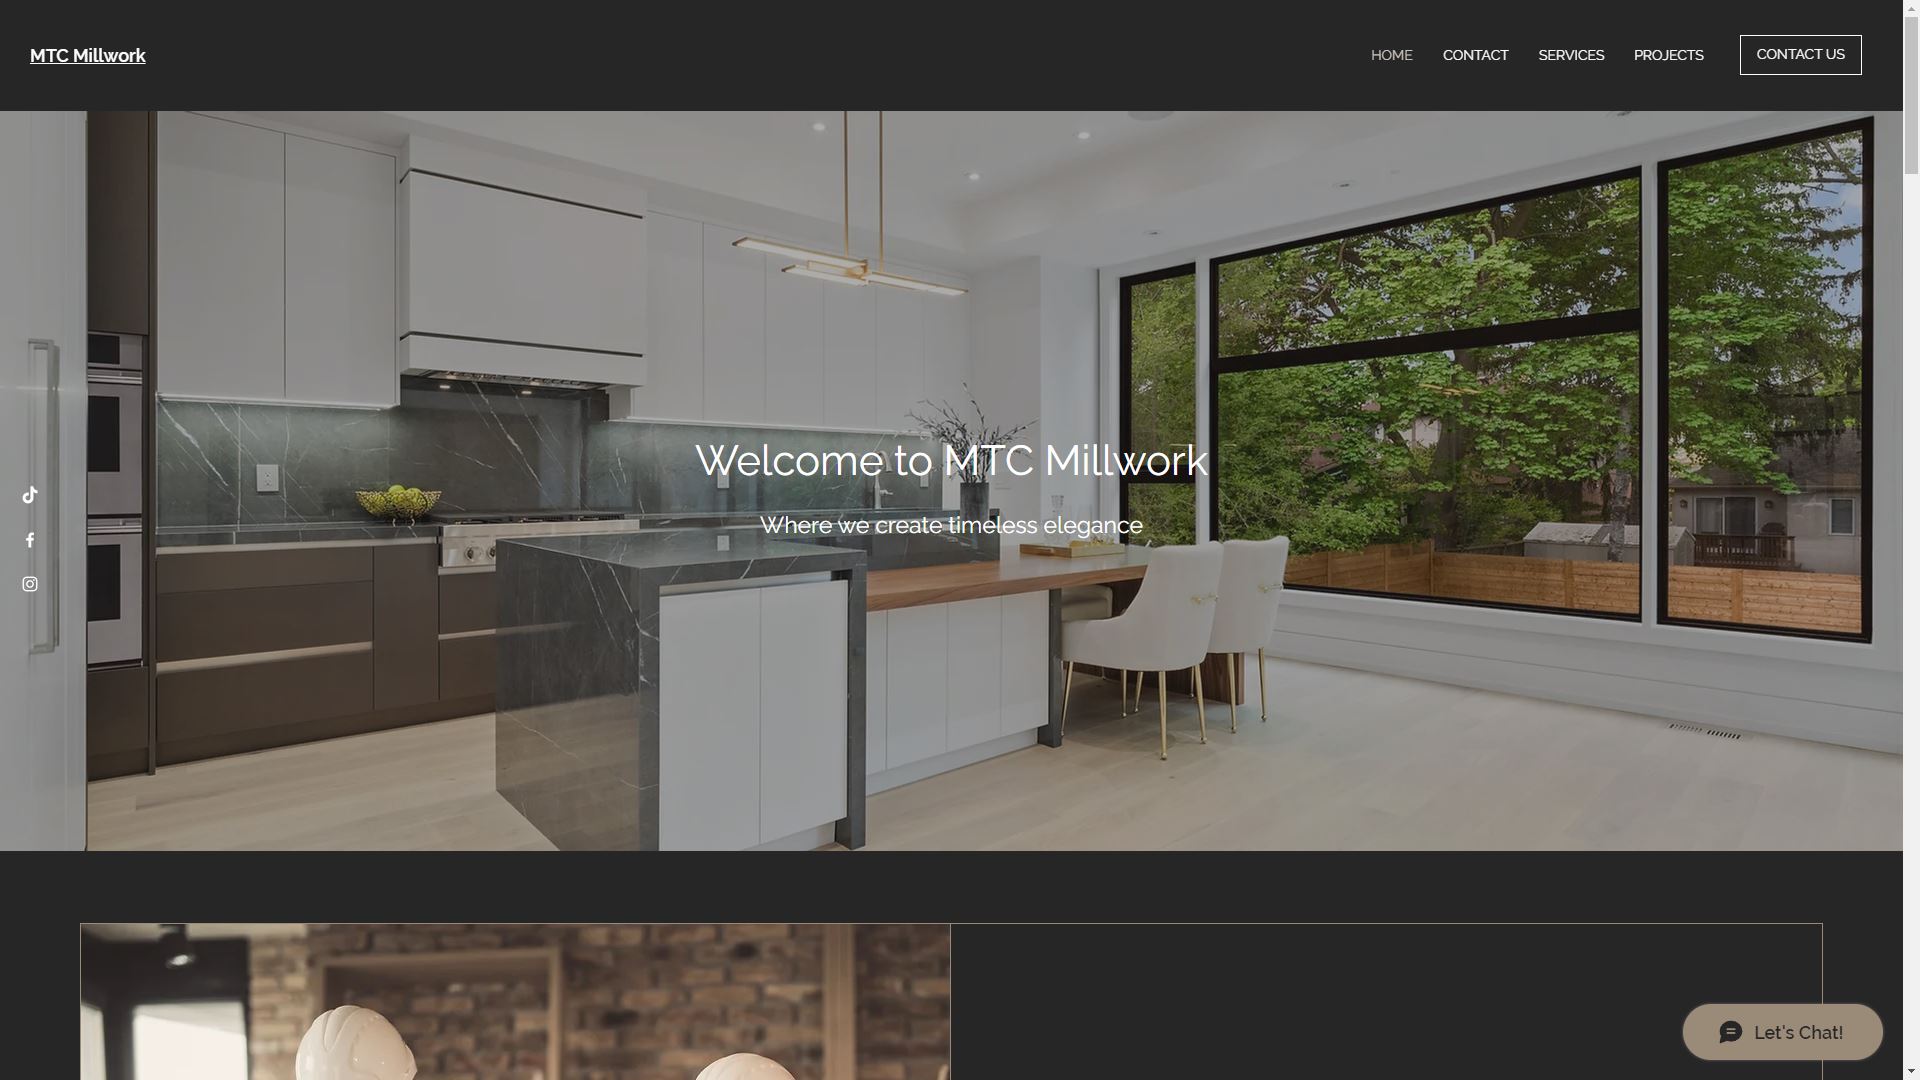 MTC Millwork
HOME
CONTACT
SERVICES
PROJECTS
CONTACT US
Welcome to MTC Millwork
Where we create timeless elegance
Let's Chat!